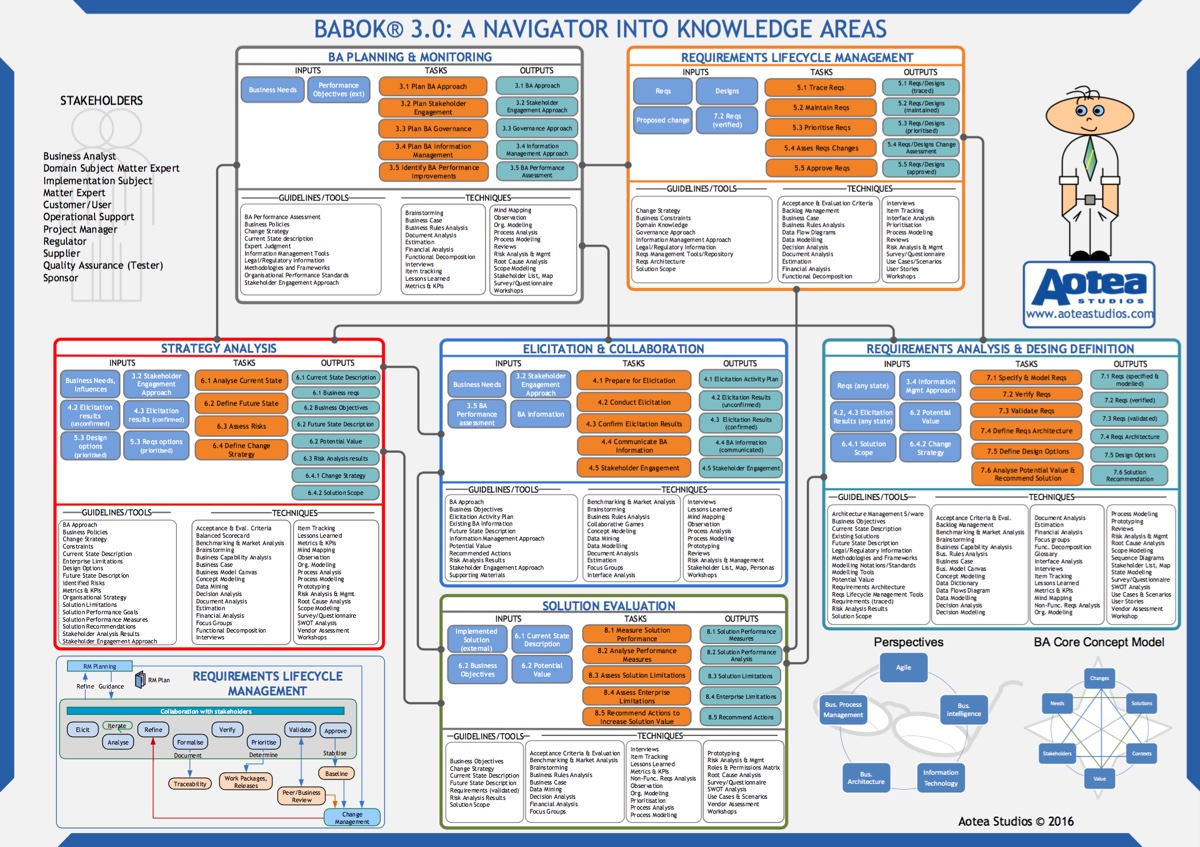 BABOK® 3.0: A NAVIGATOR INTO KNOWLEDGE AREAS
STAKEHOLDERS
Business Analyst
Domain Subject Matter Expert
Implementation Subject
Matter Expert
Customer/User
Operational Support
Project Manager
Regulator
Supplier
Quality Assurance (Tester)
Sponsor
BA PLANNING & MONITORING
INPUTS
Business Needs
Performance
Objectives (ext)
TASKS
3.1 Plan BA Approach
3.2 Plan Stakeholder
Engagement
3.3 Plan BA Governance
3.4 Plan BA Information
Management
3.5 Identify BA Performance
Improvements
OUTPUTS
3.1 BA Approach
3.2 Stakeholder
Engagement Approach
3.3 Governance Approach
3.4 Information
Management Approach
3.5 BA Performance
Assessment
GUIDELINES/TOOLS
BA Performance Assessment
Business Policies
Change Strategy
Current State description
Expert Judgment
Information Management Tools
Legal/Regulatory Information
Methodologies and Frameworks
Organisational Performance Standards
Stakeholder Engagement Approach
TECHNIQUES
Brainstorming
Business Case
Business Rules Analysis
Document Analysis
Estimation
Financial Analysis
Functional Decomposition
Interviews
Item tracking
Lessons Learned
Metrics & KPIs
Mind Mapping
Observation
Org. Modeling
Process Analysis
Process Modeling
Reviews
Risk Analysis & Mgmt
Root Cause Analysis
Scope Modeling
Stakeholder List, Map
Survey/Questionnaire
Workshops
REQUIREMENTS LIFECYCLE MANAGEMENT
INPUTS
Reqs
Designs
Proposed change
7.2 Reqs
(verified)
TASKS
5.1 Trace Reqs
5.2 Maintain Reqs
5.3 Prioritise Reqs
5.4 Asses Reqs Changes
5.5 Approve Reqs
OUTPUTS
5.1 Reqs/Designs
(traced)
5.2 Reqs/Designs
(maintained)
5.3 Reqs/Designs
(prioritised)
5.4 Reqs/Designs Change
Assessment
5.5 Reqs/Designs
(approved)
GUIDELINES/TOOLS
Change Strategy
Business Constraints
Domain Knowledge
Governance Approach
Information Management Approach
Legal/Regulatory Information
Reqs Management Tools/Repository
Reqs Architecture
Solution Scope
TECHNIQUES
Acceptance & Evaluation Criteria
Backlog Management
Business Case
Business Rules Analysis
Data Flow Diagrams
Data Modelling
Decision Analysis
Document Analysis
Estimation
Financial Analysis
Functional Decomposition
Interviews
Item Tracking
Interface Analysis
Prioritisation
Process Analysis
Process Modeling
Reviews
Risk Analysis & Mgmt
Scope Modeling
Survey/Questionnaire
Use Cases/Scenarios
User Stories
Workshops
Aotea
STUDIOS
www.aoteastudios.com
STRATEGY ANALYSIS
INPUTS
Business Needs,
Influences
3.2 Stakeholder
Engagement
Approach
4.2 Elicitation
results
(unconfirmed)
4.3 Elicitation
results (confirmed)
5.3 Design
options
(prioritised)
5.3 Reqs options
(prioritised)
TASKS
6.1 Analyse Current State
6.2 Define Future State
6.3 Assess Risks
6.4 Define Change
Strategy
OUTPUTS
6.1 Current State Description
6.1 Business reqs
6.2 Business Objectives
6.2 Future State Description
6.2 Potential Value
6.3 Risk Analysis results
6.4.1 Change Strategy
6.4.2 Solution Scope
GUIDELINES/TOOLS
BA Approach
Business Policies
Change Strategy
Constraints
Current State Description
Enterprise Limitations
Design Options
Future State Description
Identified Risks
Metrics & KPIs
Organisational Strategy
Solution Limitations
Solution Performance Goals
Solution Performance Measures
Solution Recommendations
Stakeholder Analysis Results
Stakeholder Engagement Approach
TECHNIQUES
Acceptance & Eval. Criteria
Balanced Scorecard
Benchmarking & Market Analysis
Brainstorming
Business Capability Analysis
Business Case
Business Model Canvas
Concept Modeling
Data Mining
Decision Analysis
Document Analysis
Estimation
Financial Analysis
Focus Groups
Functional Decomposition
Interviews
Item Tracking
Lessons Learned
Metrics & KPIs
Mind Mapping
Observation
Org. Modeling
Process Analysis
Process Modeling
Prototyping
Risk Analysis & Mgmt
Root Cause Analysis
Scope Modeling
Survey/Questionnaire
SWOT Analysis
Vendor Assessment
Workshops
ELICITATION & COLLABORATION
INPUTS
Business Needs
3.2 Stakeholder
Engagement
Approach
3.5 BA
Performance
assessment
BA Information
TASKS
4.1 Prepare for Elicitation
4.2 Conduct Elicitation
4.3 Confirm Elicitation Results
4.4 Communicate BA
Information
4.5 Stakeholder Engagement
OUTPUTS
4.1 Elicitation Activity Plan
4.2 Elicitation Results
(unconfirmed)
4.3 Elicitation Results
(confirmed)
4.4 BA Information
(communicated)
4.5 Stakeholder Engagement
GUIDELINES/TOOLS
BA Approach
Business Objectives
Elicitation Activity Plan
Existing BA Information
Future State Description
Information Management Approach
Potential Value
Recommended Actions
Risk Analysis Results
Stakeholder Engagement Approach
Supporting Materials
TECHNIQUES
Benchmarking & Market Analysis
Brainstorming
Business Rules Analysis
Collaborative Games
Concept Modeling
Data Mining
Data Modelling
Document Analysis
Estimation
Focus Groups
Interface Analysis
Interviews
Lessons Learned
Mind Mapping
Observation
Process Analysis
Process Modeling
Prototyping
Reviews
Risk Analysis & Management
Stakeholder List, Map, Personas
Workshops
REQUIREMENTS ANALYSIS & DESING DEFINITION
INPUTS
Reqs (any state)
3.4 Information
Mgmt Approach
4.2, 4.3 Elicitation
Results (any state)
6.2 Potential
Value
6.4.1 Solution
Scope
6.4.2 Change
Strategy
TASKS
7.1 Specify & Model Reqs
7.2 Verify Reqs
7.3 Validate Reqs
7.4 Define Reqs Architecture
7.5 Define Design Options
7.6 Analyse Potential Value &
Recommend Solution
OUTPUTS
7.1 Reqs (specified &
modelled)
7.2 Reqs (verified)
7.3 Reqs (validated)
7.4 Reqs Architecture
7.5 Design Options
7.6 Solution
Recommendation
GUIDELINES/TOOLS
Architecture Management S/ware
Business Objectives
Current State Description
Existing Solutions
Future State Description
Legal/Regulatory Information
Methodologies and Frameworks
Modelling Notations/Standards
Modelling Tools
Potential Value
Requirements Architecture
Reqs Lifecycle Management Tools
Requirements (traced)
Risk Analysis Results
Solution Scope
TECHNIQUES
Acceptance Criteria & Eval.
Backlog Management
Balanced Scorecard
Benchmark & Market Analysis
Brainstorming
Business Capability Analysis
Bus. Rules Analysis
Business Case
Bus. Model Canvas
Concept Modeling
Data Dictionary
Data Flows Diagram
Data Modelling
Decision Analysis
Domain Modeling
Document Analysis
Estimation
Financial Analysis
Focus groups
Func. Decomposition
Glossary
Interface Analysis
Interviews
Item Tracking
Lessons Learned
Metrics & KPIs
Mind Mapping
Non-Func. Reqs Analysis
Org. Modeling
Process Modeling
Prototyping
Reviews
Risk Analysis & Mgmt
Root Cause Analysis
Scope Modeling
Sequence Diagrams
Stakeholder List, Map
State Modeling
Survey/Questionnaire
SWOT Analysis
Use Cases & Scenarios
User Stories
Vendor Assessment
Workshop
SOLUTION EVALUATION
INPUTS
Implemented
Solution
(external)
6.1 Current State
Description
6.2 Business
Objectives
6.2 Potential
Value
TASKS
8.1 Measure Solution
Performance
8.2 Analyse Performance
Measures
8.3 Assess Solution Limitations
8.4 Assess Enterprise
Limitations
8.5 Recommend Actions to
Increase Solution Value
OUTPUTS
8.1 Solution Performance
Measures
8.2 Solution Performance
Analysis
8.3 Solution Limitations
8.4 Enterprise Limitations
8.5 Recommend Actions
GUIDELINES/TOOLS
Business Objectives
Change Strategy
Current State Description
Future State Description
Requirements (validated)
Risk Analysis Results
Solution Scope
TECHNIQUES
Acceptance Criteria & Evaluation
Benchmarking & Market Analysis
Brainstorming
Business Rules Analysis
Business Case
Data Mining
Decision Analysis
Financial Analysis
Focus Groups
Interviews
Item Tracking
Lessons Learned
Metrics & KPIs
Non-Func. Reqs Analysis
Observation
Org. Modeling
Prioritisation
Process Analysis
Process Modeling
Prototyping
Risk Analysis & Mgmt
Roles & Permissions Matrix
Root Cause Analysis
Survey/Questionnaire
SWOT Analysis
Use Cases & Scenarios
Vendor Assessment
Workshops
REQUIREMENTS LIFECYCLE
MANAGEMENT
RM Planning
RM Plan
Refine
Guidance
Collaboration with stakeholders
Elicit
Iterate
Analyse
Refine
Formalise
Document
Verify
Prioritise
Determine
Validate
Approve
Stabilise
Traceability
Work Packages,
Releases
Peer/Business
Review
Baseline
Change
Management
Perspectives
Agile
Bus. Process
Management
Bus.
Intelligence
Bus.
Architecture
Information
Technology
BA Core Concept Model
Changes
Needs
Solutions
Stakeholders
Contexts
Value
Aotea Studios © 2016